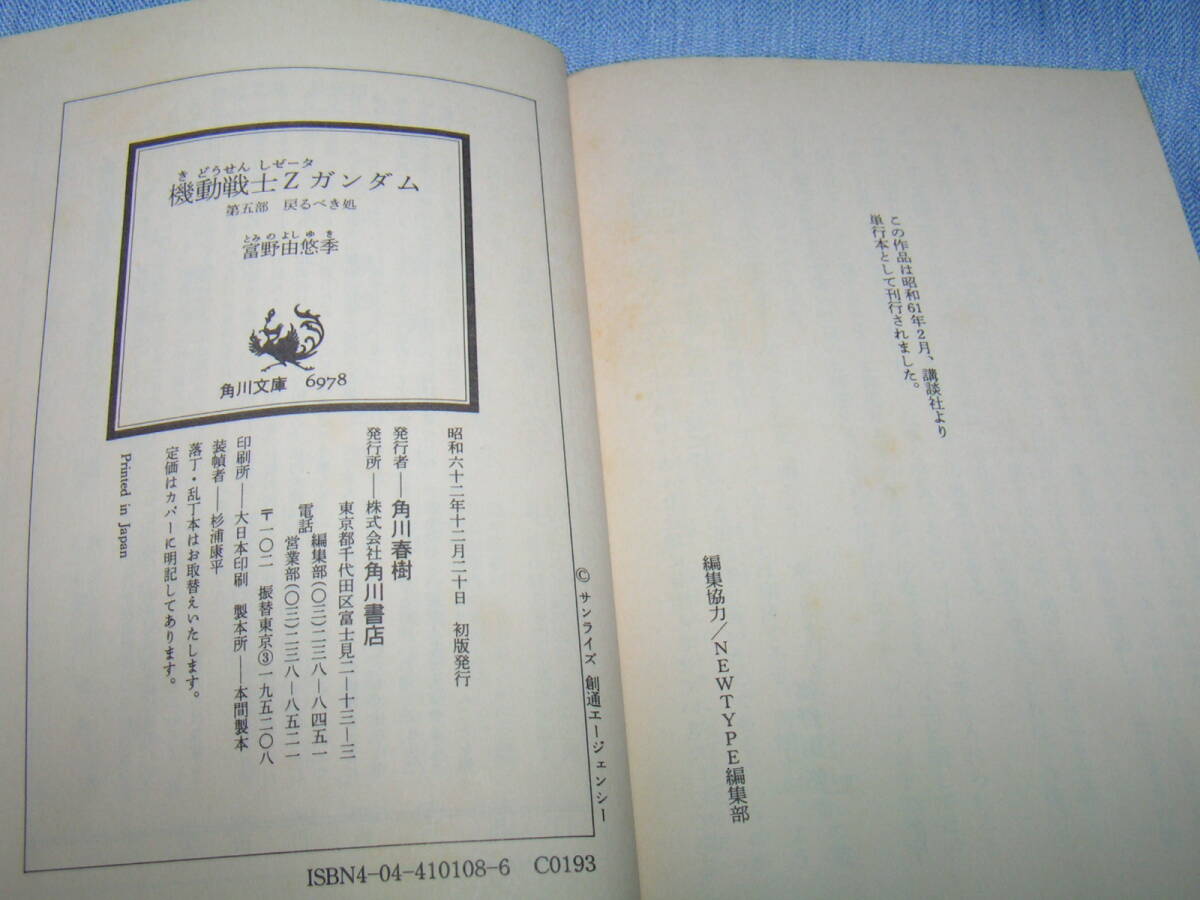 この作品は昭和61年2月、講談社より
単行本として刊行されました。
編集協力/NEWTYPE編集部
きどうせんしゼータ
機動戦士Zガンダム
第五部 戻るべき処
とみのよしゆき
富野由悠季
角川文庫 6978
昭和六十二年十二月二十日 初版発行
発行者――角川春樹
発行所――株式会社角川書店
東京都千代田区富士見二―十三―三
電話 編集部(〇三)二三八―八四五一
営業部(〇三)二三八―八五二一
〒一〇二 振替東京③一九五二〇八
印刷所――大日本印刷 製本所――本間製本
装幀者――杉浦康平
落丁・乱丁本はお取替えいたします。
定価はカバーに明記してあります。
Printed in Japan
© サンライズ 創通エージェンシー
ISBN4-04-410108-6 C0193